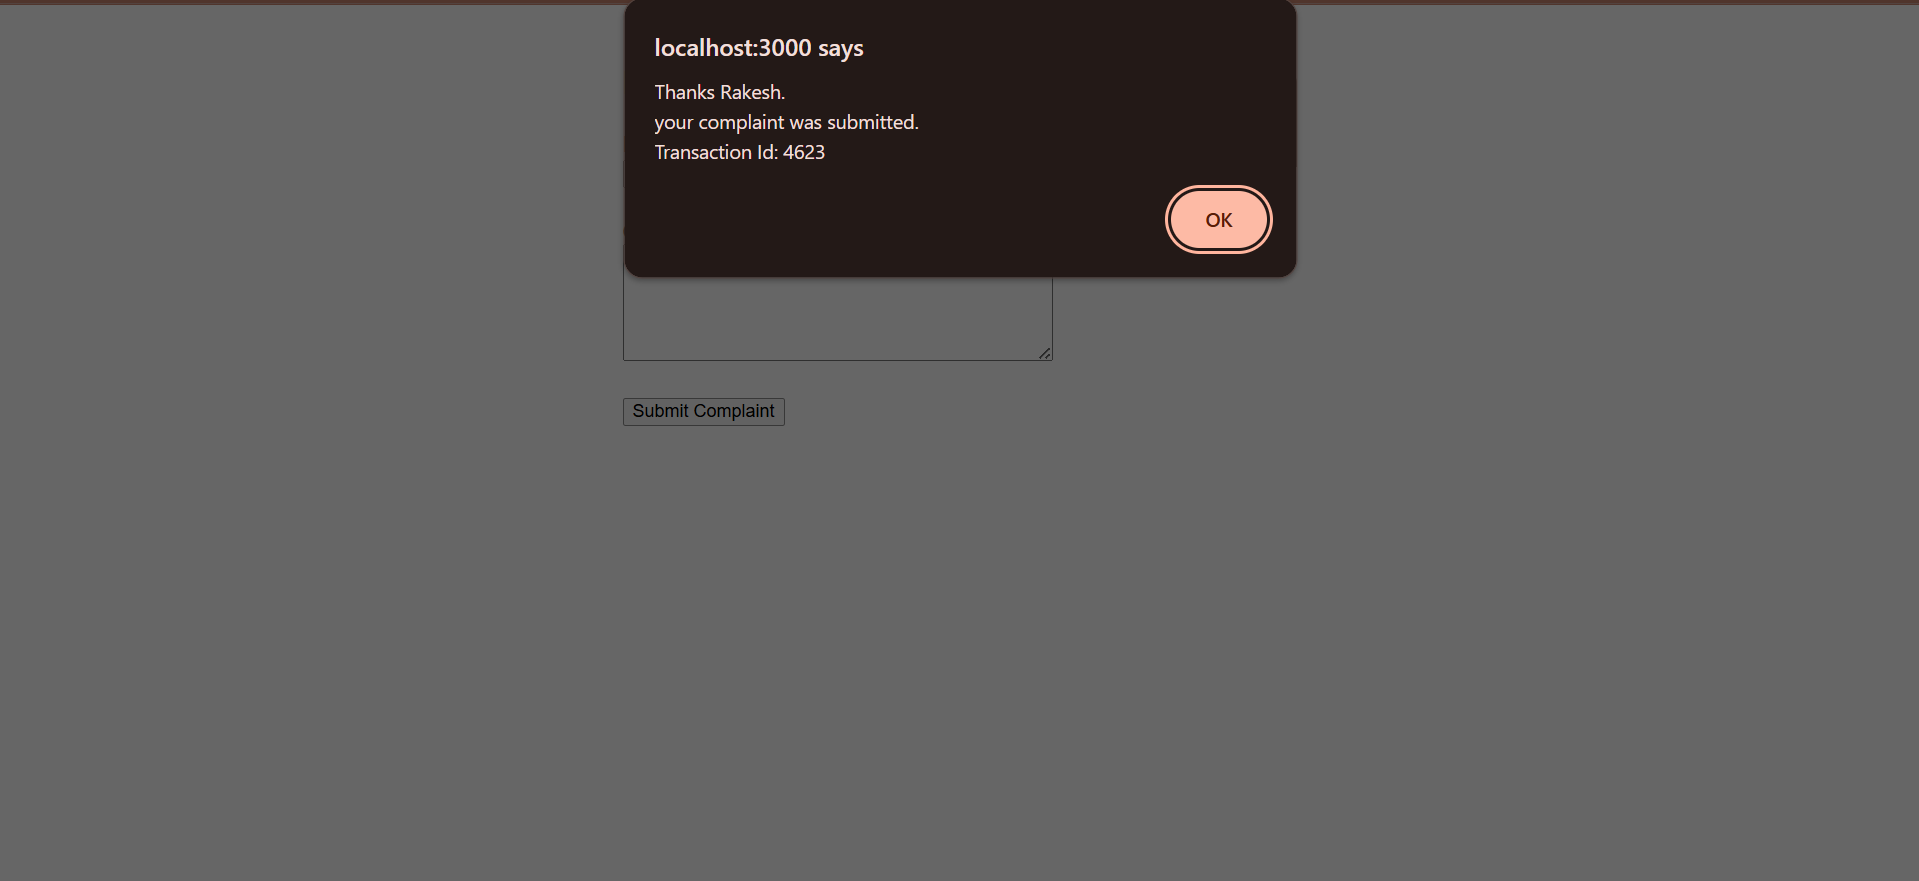 localhost:3000 says
Thanks Rakesh.
your complaint was submitted.
Transaction Id: 4623
OK
Submit Complaint